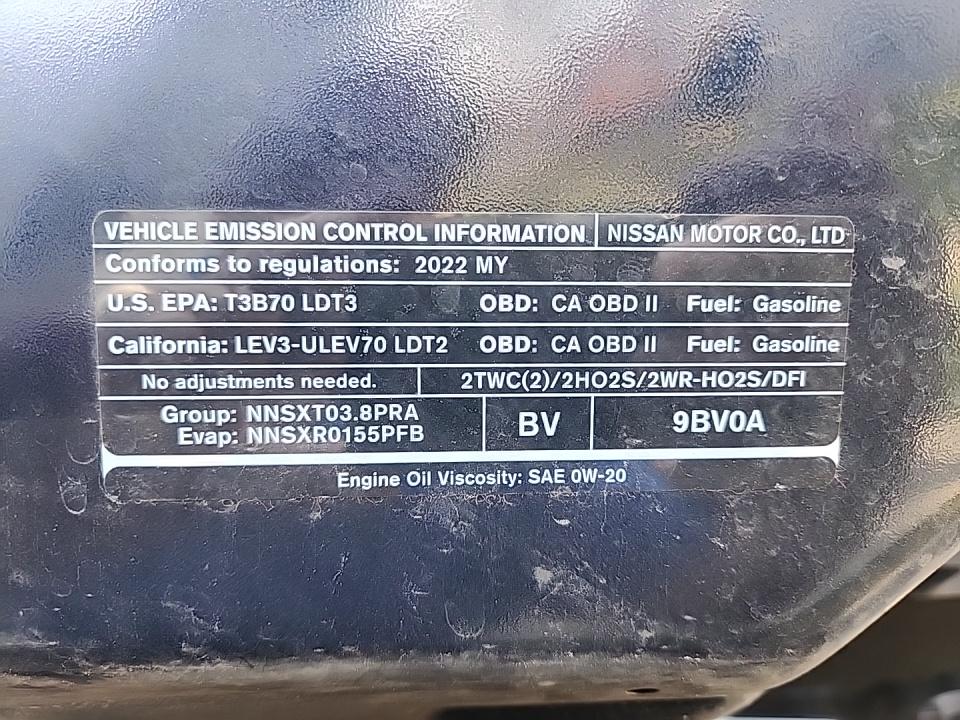 VEHICLE EMISSION CONTROL INFORMATION NISSAN MOTOR CO., LTD
Conforms to regulations: 2022 MY
U.S. EPA: T3B70 LDT3 OBD: CA OBD II Fuel: Gasoline
California: LEV3-ULEV70 LDT2 OBD: CA OBD II Fuel: Gasoline
No adjustments needed. 2TWC(2)/2HO2S/2WR-HO2S/DFI
Group: NNSXT03.8PRA
Evap: NNSXR0155PFB
BV 9BV0A
Engine Oil Viscosity: SAE 0W-20